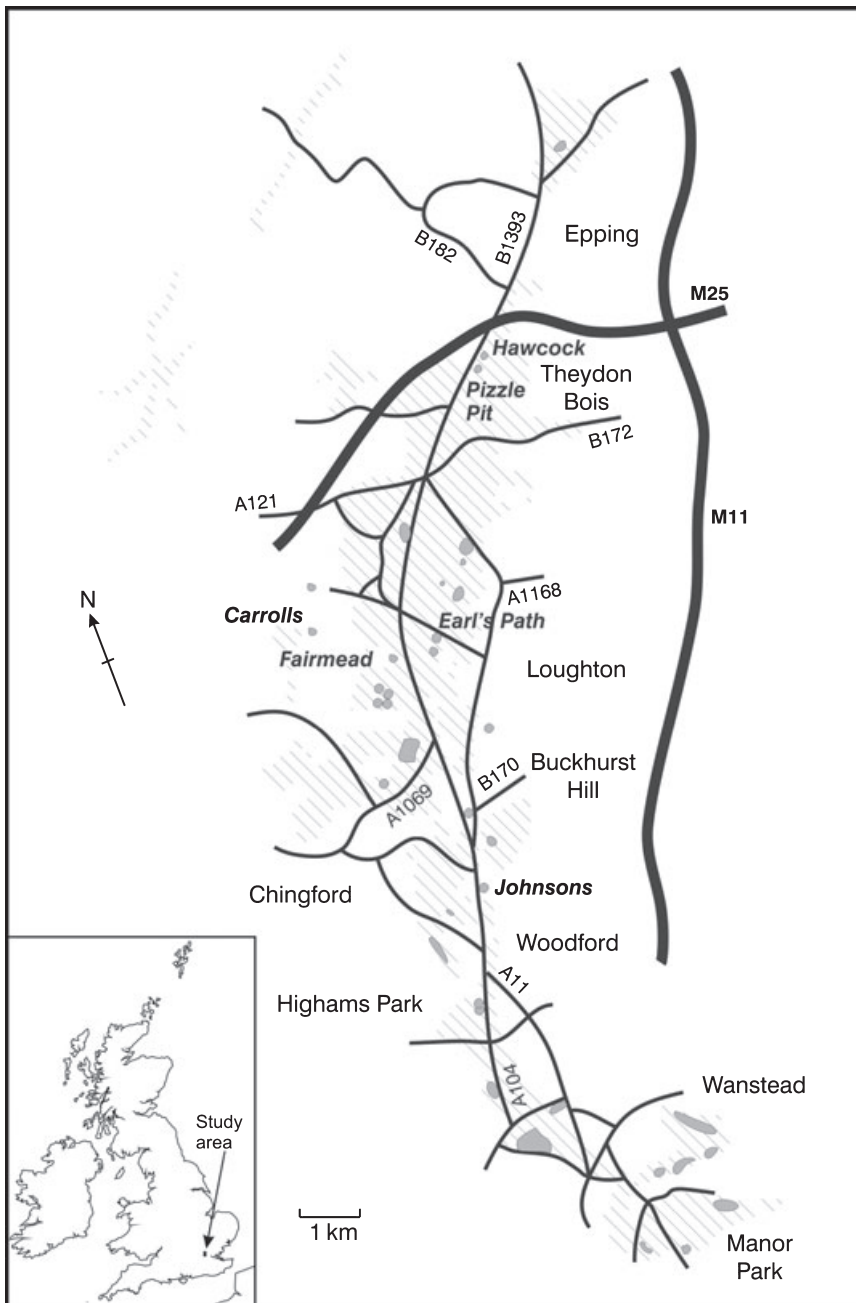 Epping
B182
B1393
M25
Hawcock
Pizzle
Pit
Theydon
Bois
B172
A121
M11
N
A1168
Carrolls
Earl's Path
Fairmead
Loughton
B170
Buckhurst
Hill
A1069
Chingford
Johnsons
Woodford
A11
Highams Park
A104
Wanstead
Study
area
1 km
Manor
Park